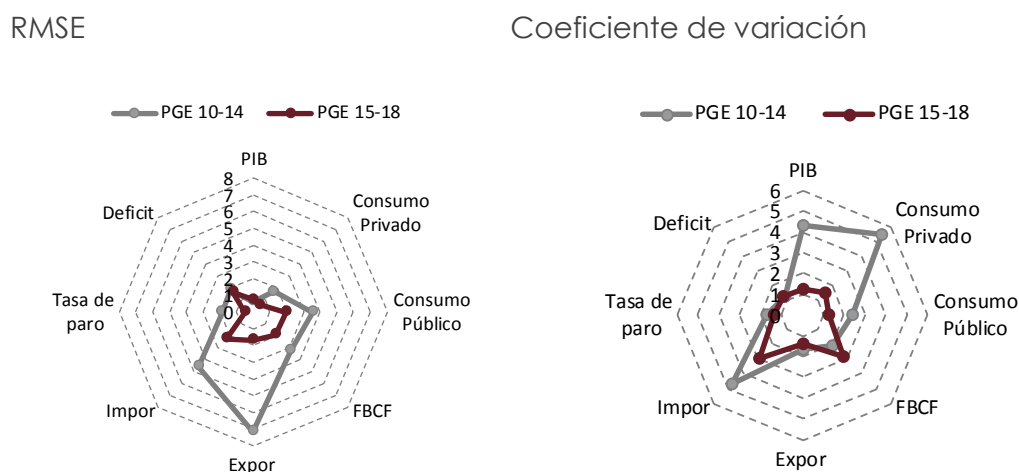 RMSE
PGE 10-14 PGE 15-18
PIB
8
7
6
5
4
3
2
1
0
Consumo
Privado
Consumo
Público
FBCF
Expor
Impor
Tasa de
paro
Deficit
Coeficiente de variación
PGE 10-14 PGE 15-18
PIB
6
5
4
3
2
1
0
Consumo
Privado
Consumo
Público
FBCF
Expor
Impor
Tasa de
paro
Deficit